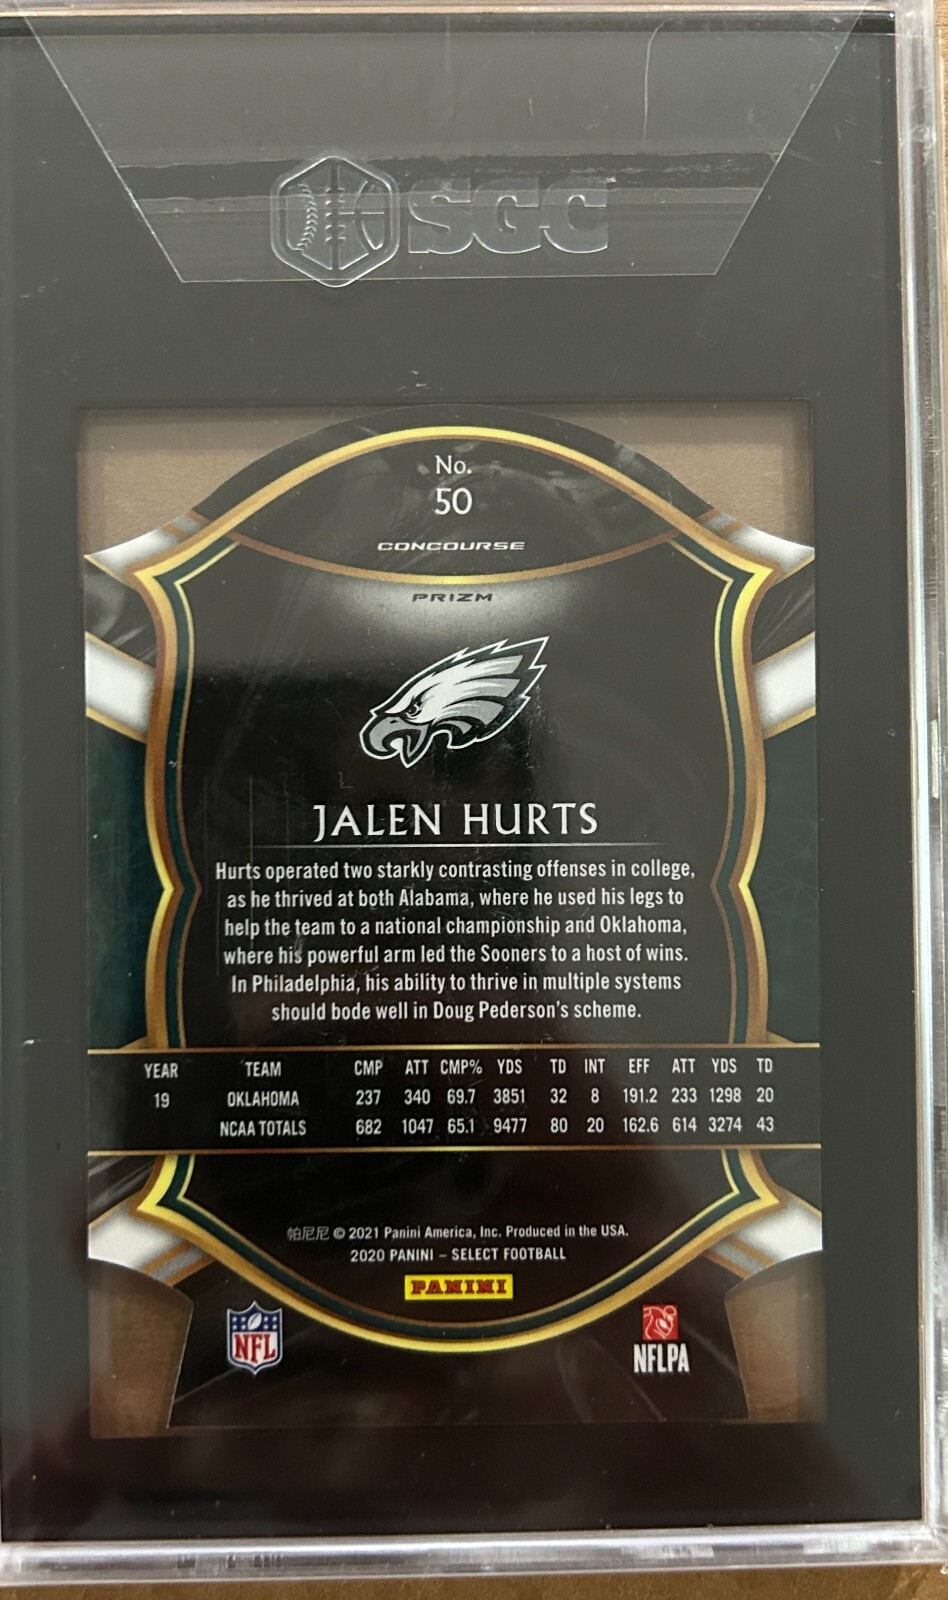 SGC
No.
50
CONCOURSE
PRIZM
JALEN HURTS
Hurts operated two starkly contrasting offenses in college,
as he thrived at both Alabama, where he used his legs to
help the team to a national championship and Oklahoma,
where his powerful arm led the Sooners to a host of wins.
In Philadelphia, his ability to thrive in multiple systems
should bode well in Doug Pederson's scheme.
YEAR TEAM CMP ATT CMP% YDS TD INT EFF ATT YDS TD
19 OKLAHOMA 237 340 69.7 3851 32 8 191.2 233 1298 20
NCAA TOTALS 682 1047 65.1 9477 80 20 162.6 614 3274 43
帕尼尼 © 2021 Panini America, Inc. Produced in the USA.
2020 PANINI – SELECT FOOTBALL
PANINI
NFL
NFLPA